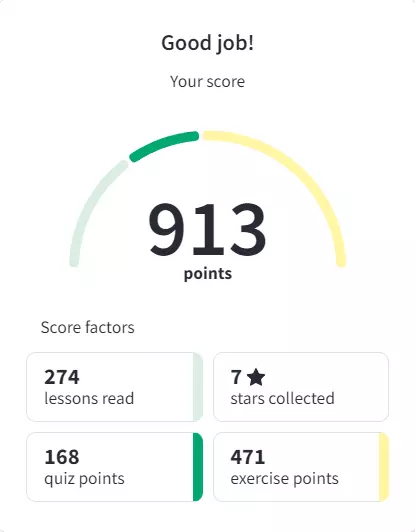 Good job!
Your score
913
points
Score factors
274
lessons read
7 ★
stars collected
168
quiz points
471
exercise points